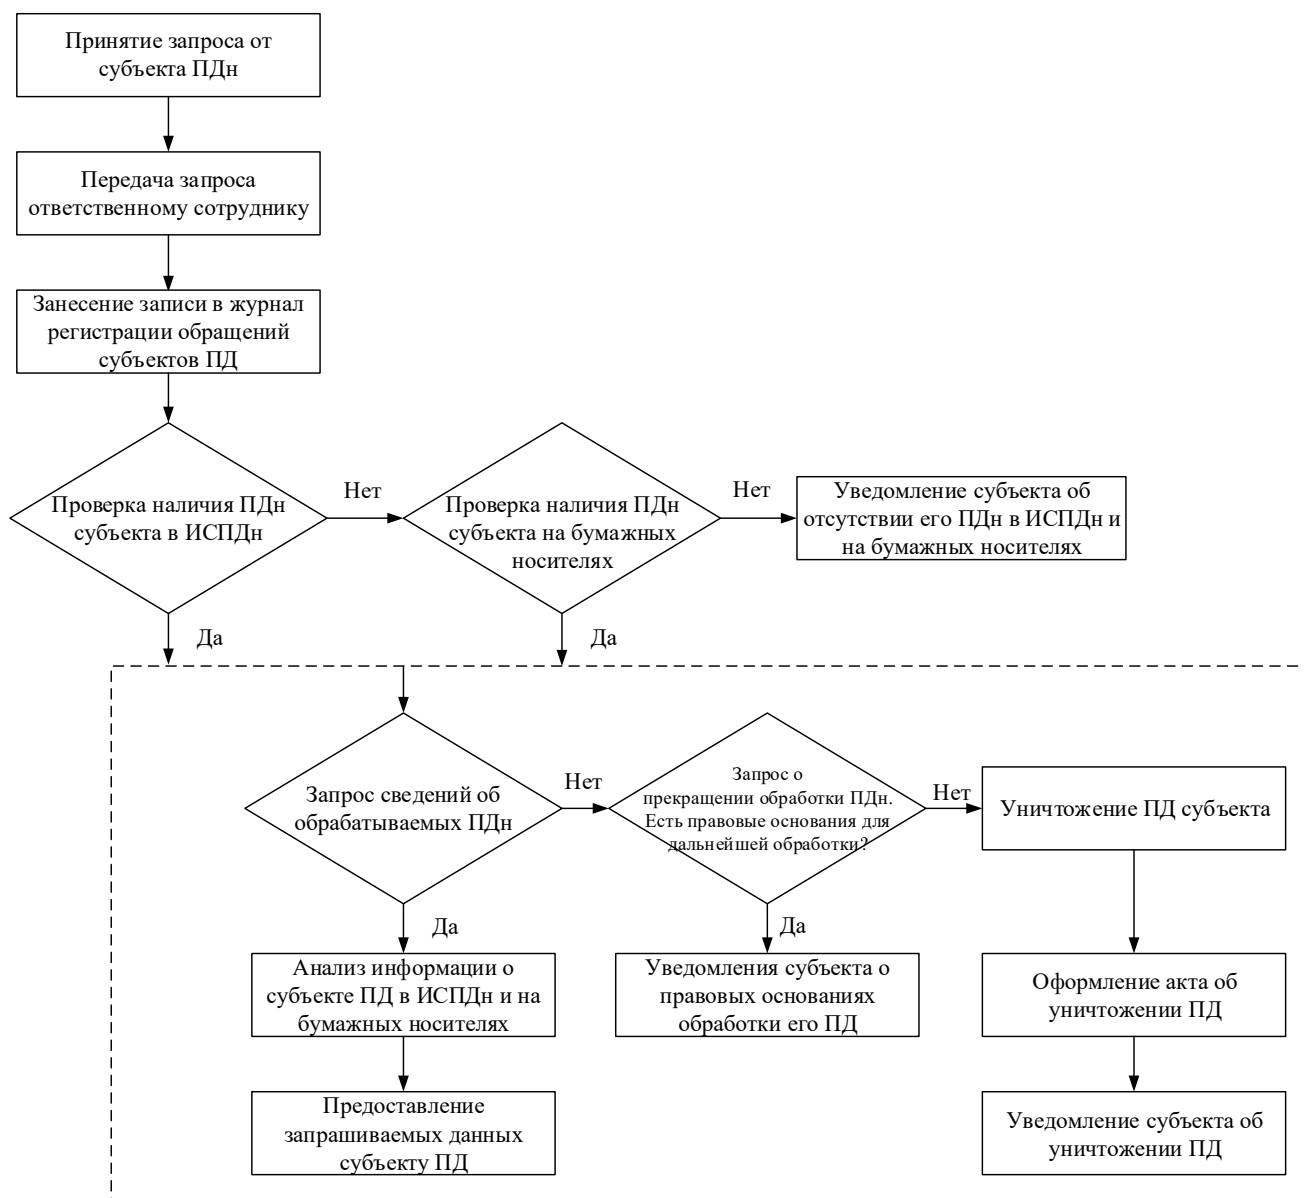 Принятие запроса от
субъекта ПДн
Передача запроса
ответственному сотруднику
Занесение записи в журнал
регистрации обращений
субъектов ПД
Проверка наличия ПДн
субъекта в ИСПДн
Нет
Проверка наличия ПДн
субъекта на бумажных
носителях
Нет
Уведомление субъекта об
отсутствии его ПДн в ИСПДн и
на бумажных носителях
Да
Да
Запрос сведений об
обрабатываемых ПДн
Нет
Запрос о
прекращении обработки ПДн.
Есть правовые основания для
дальнейшей обработки?
Нет
Уничтожение ПД субъекта
Да
Да
Анализ информации о
субъекте ПД в ИСПДн и на
бумажных носителях
Уведомления субъекта о
правовых основаниях
обработки его ПД
Оформление акта об
уничтожении ПД
Предоставление
запрашиваемых данных
субъекту ПД
Уведомление субъекта об
уничтожении ПД